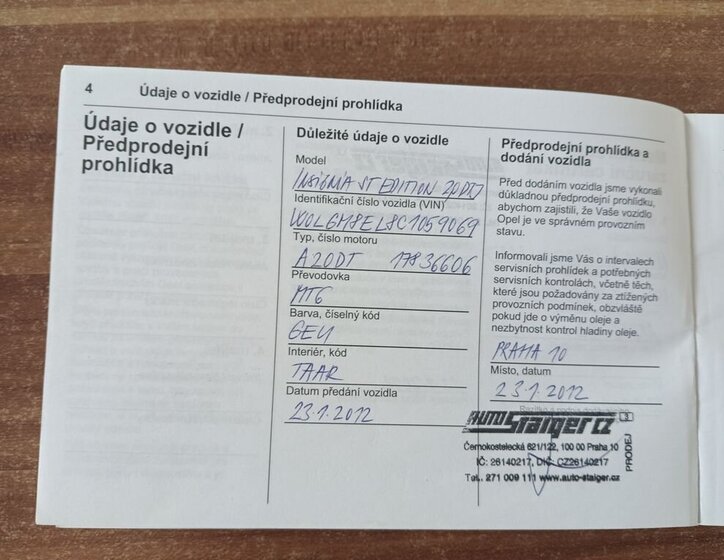 4 Údaje o vozidle / Předprodejní prohlídka
Údaje o vozidle /
Předprodejní
prohlídka
Důležité údaje o vozidle
Model
INSIGNIA ST EDITION 20DTJ
Identifikační číslo vozidla (VIN)
W0LGM8EL8C1059069
Typ, číslo motoru
A20DT 17836606
Převodovka
MT6
Barva, číselný kód
GEU
Interiér, kód
TAAR
Datum předání vozidla
23.1.2012
Předprodejní prohlídka a
dodání vozidla
Před dodáním vozidla jsme vykonali
důkladnou předprodejní prohlídku,
abychom zajistili, že Vaše vozidlo
Opel je ve správném provozním
stavu.
Informovali jsme Vás o intervalech
servisních prohlídek a potřebných
servisních kontrolách, včetně těch,
které jsou požadovány za ztížených
provozních podmínek, obzvláště
pokud jde o výměnu oleje a
nezbytnost kontrol hladiny oleje.
PRAHA 10
Místo, datum
23.1.2012
AUTO STAIGER CZ
3
PRODEJ
Černokostelecká 621/122, 100 00 Praha 10
IČ: 26140217, DIČ: CZ26140217
Tel. 271 009 111 www.auto-staiger.cz